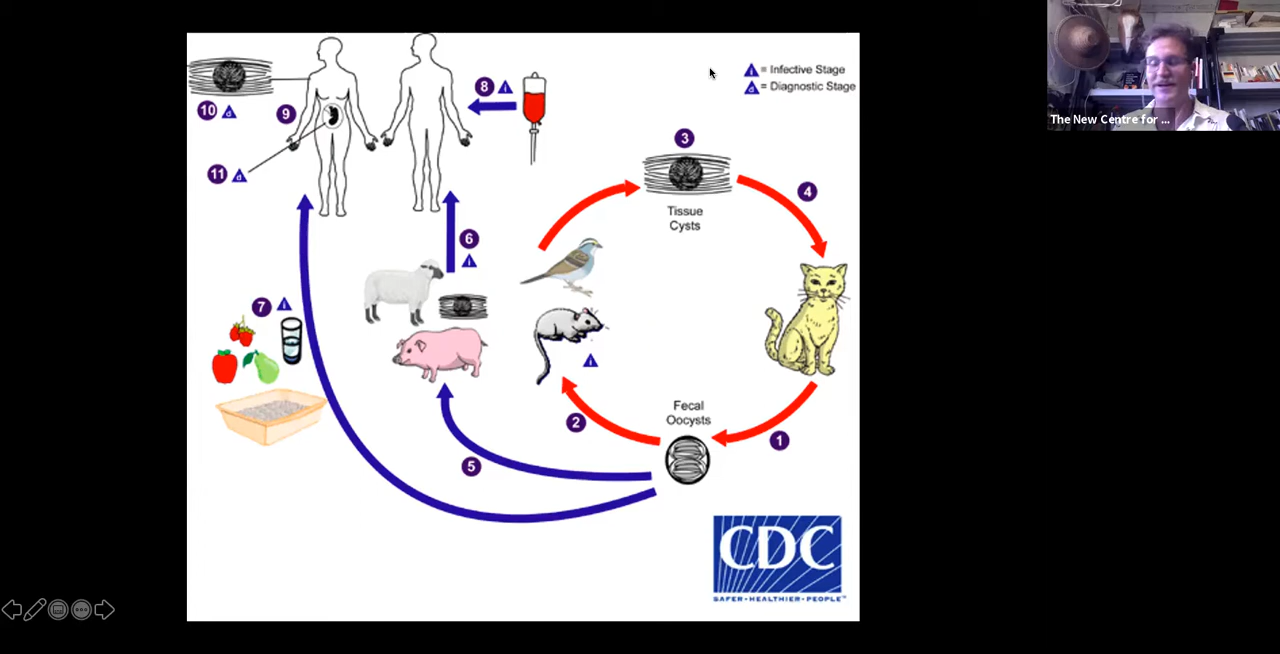 i = Infective Stage
d = Diagnostic Stage
The New Centre for ...
10 d
9
8 i
11 d
3
Tissue
Cysts
4
6
i
7 i
i
2
Fecal
Oocysts
1
5
CDC
SAFER•HEALTHIER•PEOPLE™